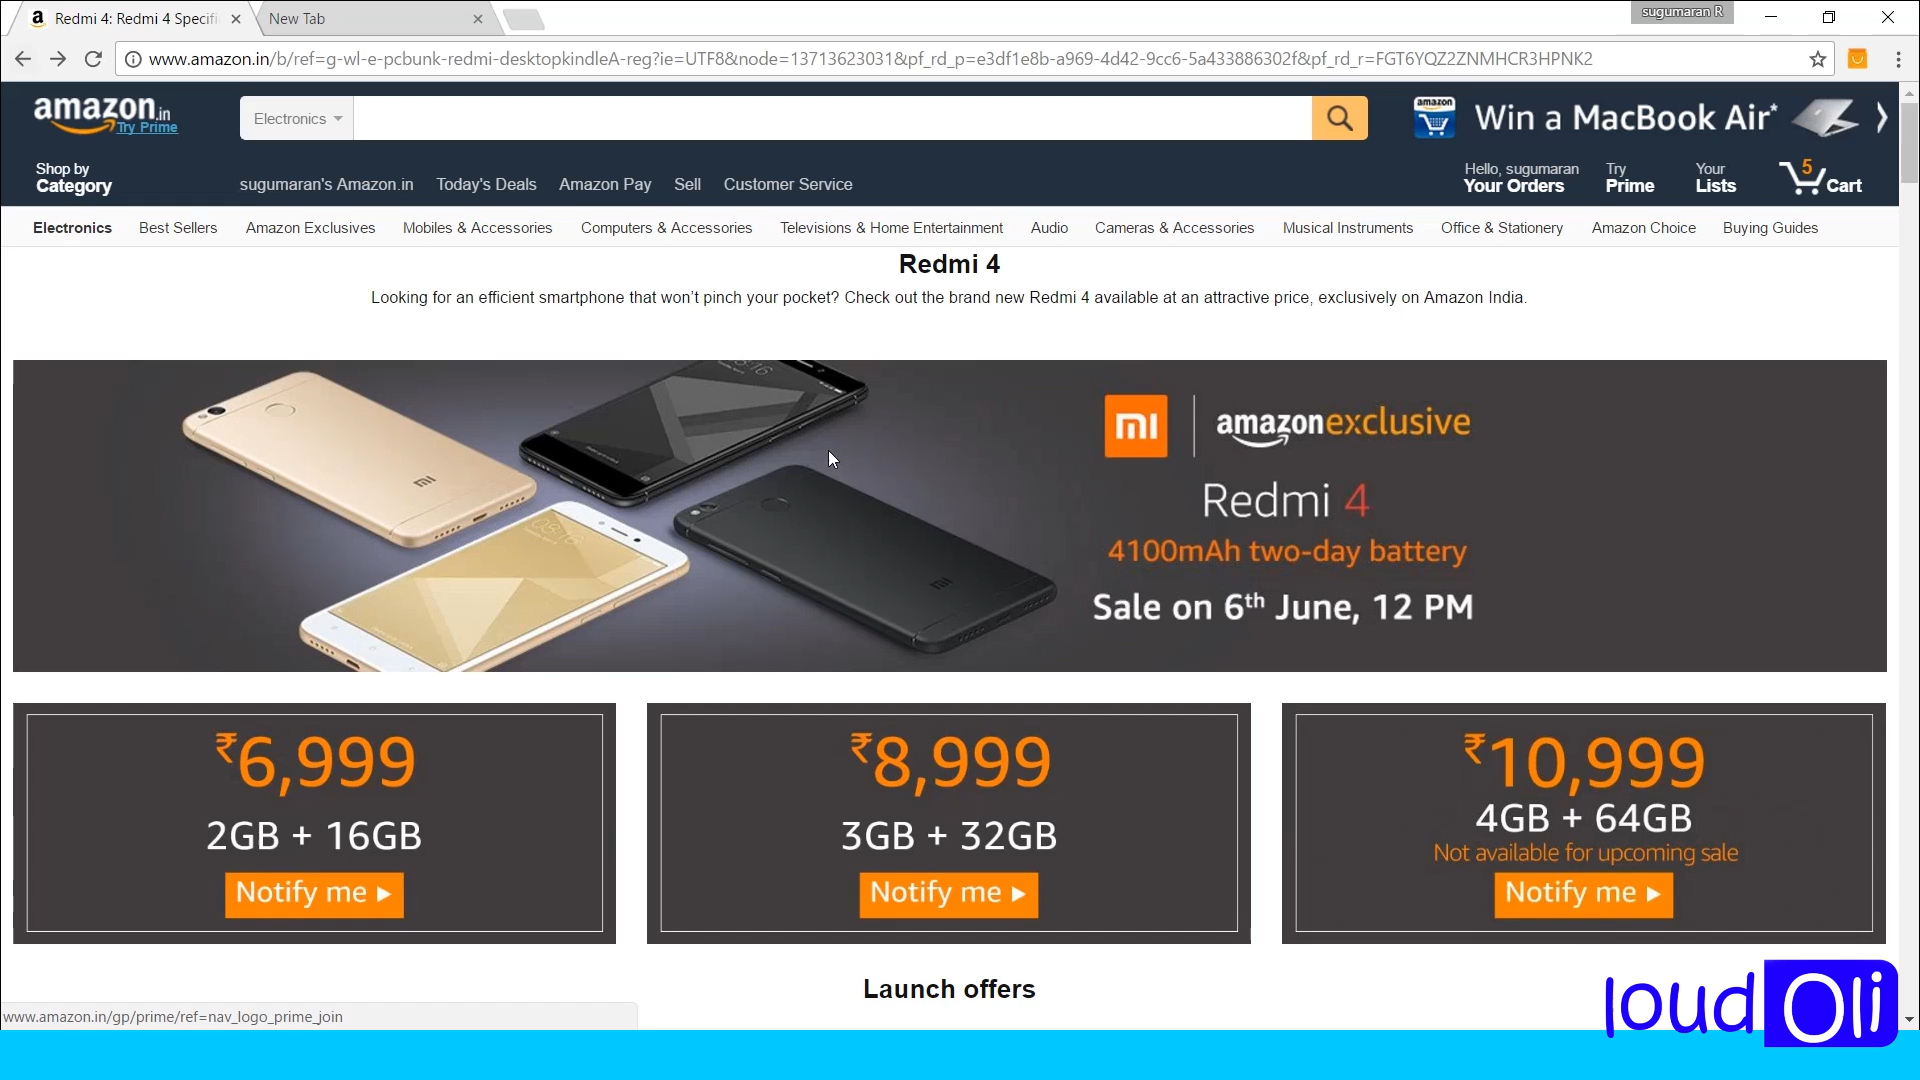 Redmi 4: Redmi 4 Specifi
New Tab
sugumaran R
www.amazon.in/b/ref=g-wl-e-pcbunk-redmi-desktopkindleA-reg?ie=UTF8&node=13713623031&pf_rd_p=e3df1e8b-a969-4d42-9cc6-5a433886302f&pf_rd_r=FGT6YQZ2ZNMHCR3HPNK2
amazon.in
Try Prime
Electronics
amazon
Win a MacBook Air*
Shop by
Category
sugumaran's Amazon.in Today's Deals Amazon Pay Sell Customer Service
Hello, sugumaran
Your Orders
Try
Prime
Your
Lists
5
Cart
Electronics Best Sellers Amazon Exclusives Mobiles & Accessories Computers & Accessories Televisions & Home Entertainment Audio Cameras & Accessories Musical Instruments Office & Stationery Amazon Choice Buying Guides
Redmi 4
Looking for an efficient smartphone that won’t pinch your pocket? Check out the brand new Redmi 4 available at an attractive price, exclusively on Amazon India.
mi
mi
mi
amazonexclusive
Redmi 4
4100mAh two-day battery
Sale on 6th June, 12 PM
₹6,999
2GB + 16GB
Notify me
₹8,999
3GB + 32GB
Notify me
₹10,999
4GB + 64GB
Not available for upcoming sale
Notify me
Launch offers
www.amazon.in/gp/prime/ref=nav_logo_prime_join
loud Oli